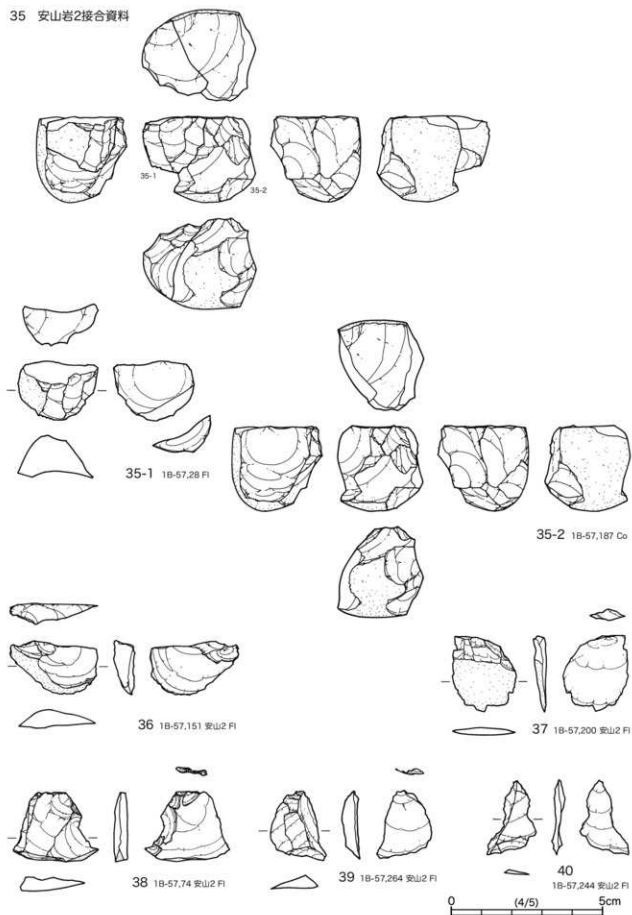 35 安山岩2接合資料
35-1
35-2
35-1 1B-57,28 Fl
35-2 1B-57,187 Co
36 1B-57,151 安山2 Fl
37 1B-57,200 安山2 Fl
38 1B-57,74 安山2 Fl
39 1B-57,264 安山2 Fl
40
1B-57,244 安山2 Fl
0 (4/5) 5cm